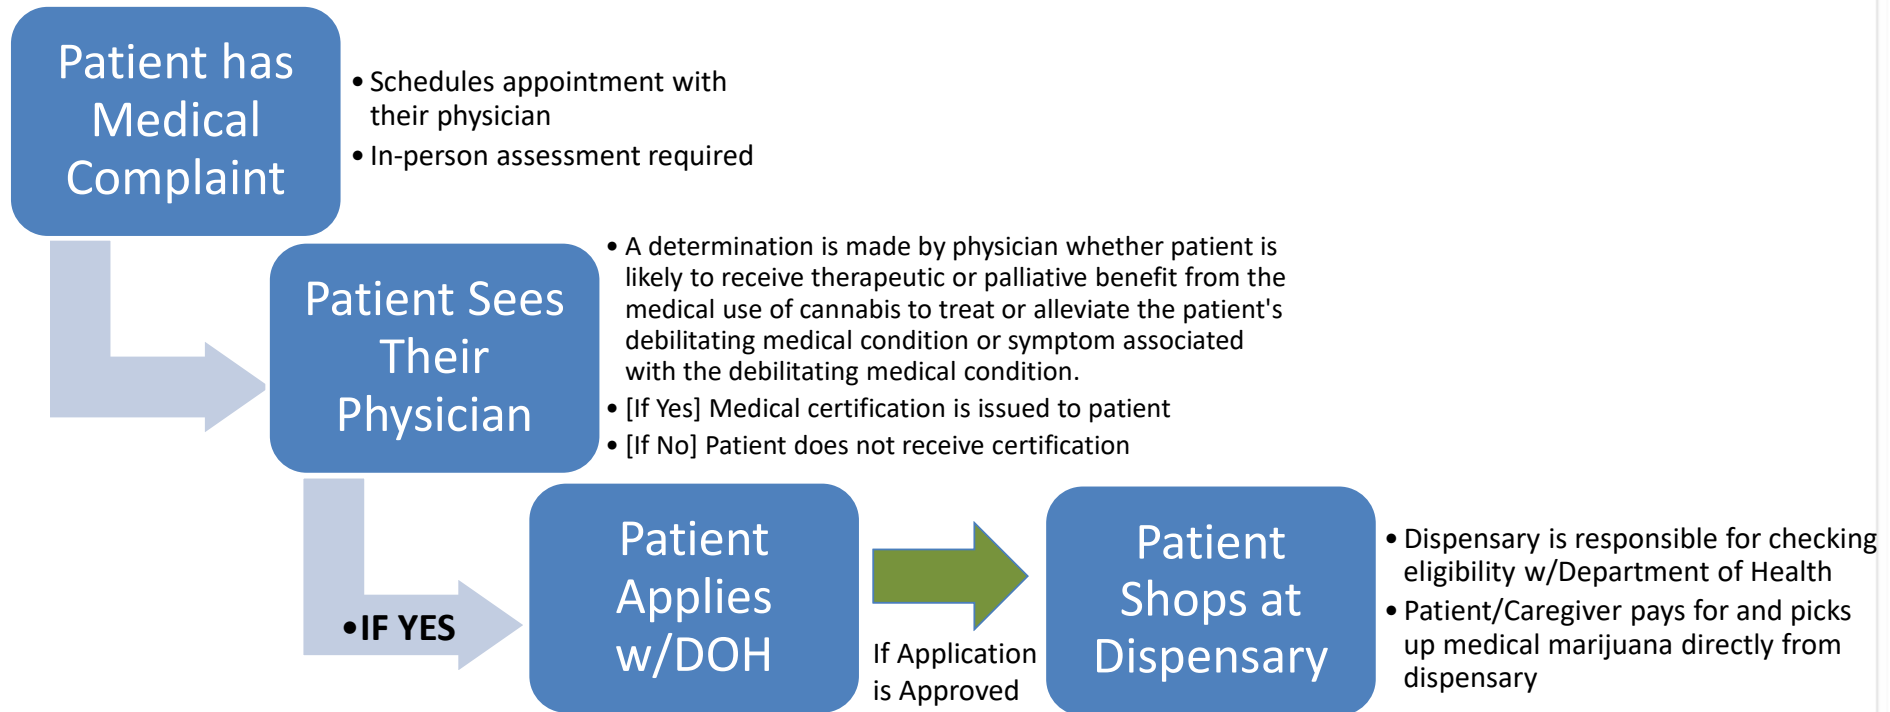 Patient has
Medical
Complaint
• Schedules appointment with
their physician
• In-person assessment required
Patient Sees
Their
Physician
• A determination is made by physician whether patient is
likely to receive therapeutic or palliative benefit from the
medical use of cannabis to treat or alleviate the patient's
debilitating medical condition or symptom associated
with the debilitating medical condition.
• [If Yes] Medical certification is issued to patient
• [If No] Patient does not receive certification
•IF YES
Patient
Applies
w/DOH
If Application
is Approved
Patient
Shops at
Dispensary
• Dispensary is responsible for checking
eligibility w/Department of Health
• Patient/Caregiver pays for and picks
up medical marijuana directly from
dispensary